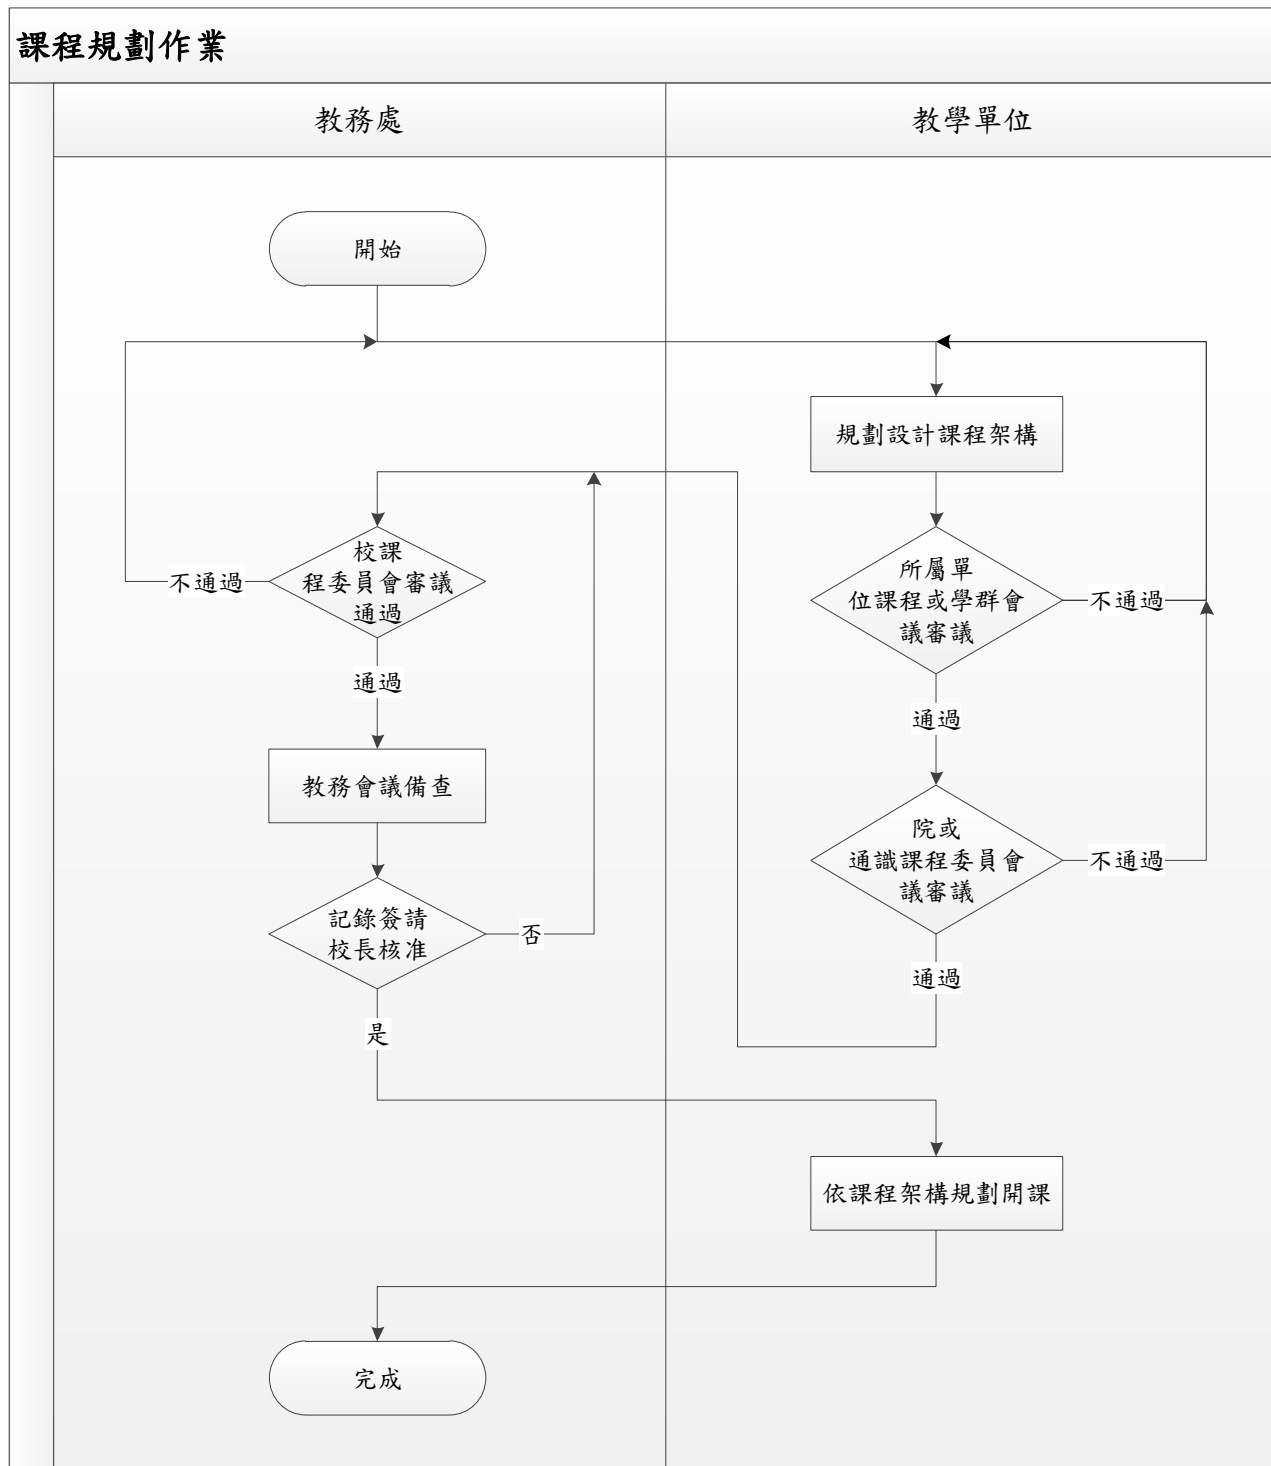 課程規劃作業
教務處
教學單位
開始
規劃設計課程架構
校課
程委員會審議
通過
不通過
所屬單
位課程或學群會
議審議
不通過
通過
通過
教務會議備查
院或
通識課程委員會
議審議
不通過
記錄簽請
校長核准
否
通過
是
依課程架構規劃開課
完成